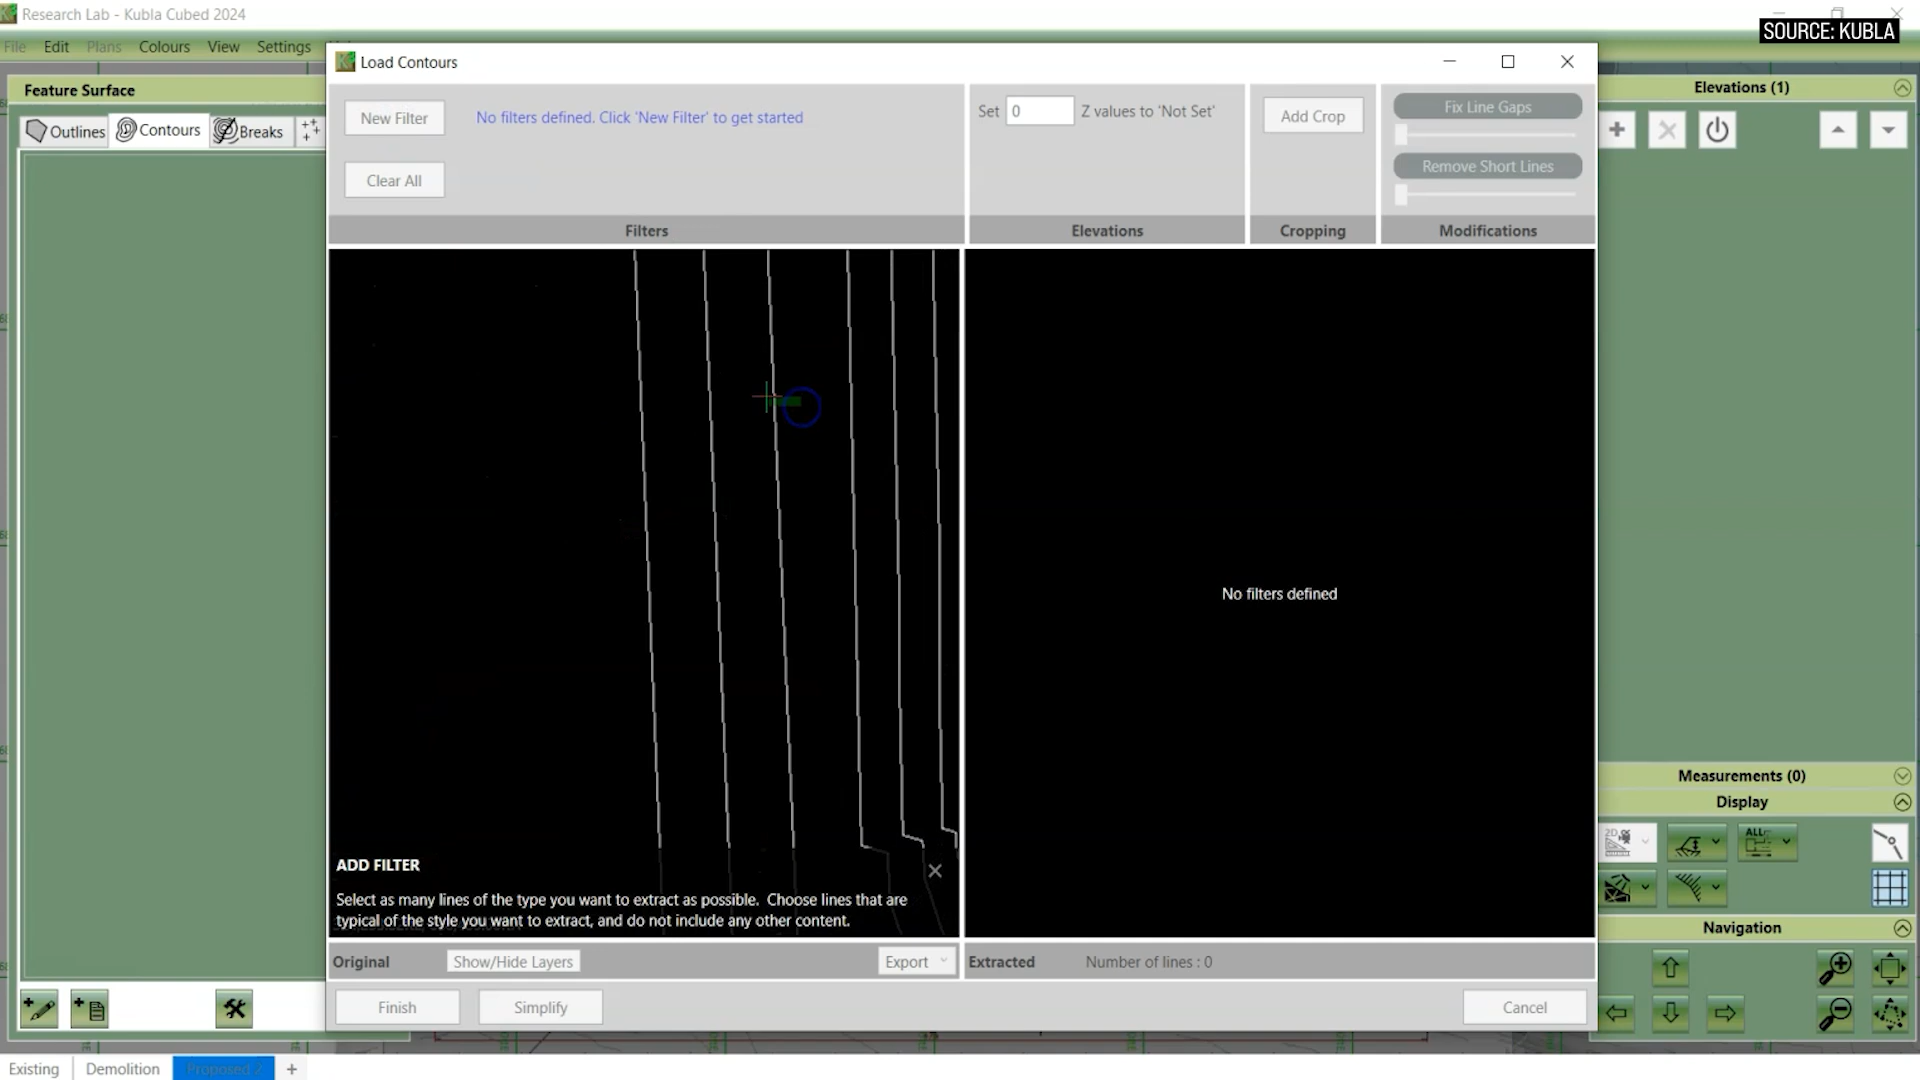 Research Lab - Kubla Cubed 2024
SOURCE: KUBLA
File Edit Plans Colours View Settings
Load Contours
Feature Surface
Outlines Contours Breaks
New Filter
No filters defined. Click 'New Filter' to get started
Clear All
Filters
Set 0 Z values to 'Not Set'
Elevations
Add Crop
Cropping
Fix Line Gaps
Remove Short Lines
Modifications
Elevations (1)
No filters defined
ADD FILTER
Select as many lines of the type you want to extract as possible. Choose lines that are
typical of the style you want to extract, and do not include any other content.
Original Show/Hide Layers Export
Extracted Number of lines : 0
Finish Simplify Cancel
Measurements (0)
Display
2D
ALL
Navigation
Existing Demolition Proposed 2 +